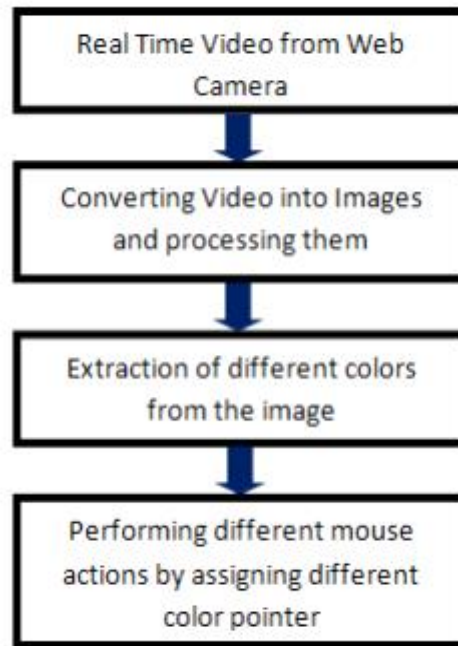 Real Time Video from Web
Camera
Converting Video into Images
and processing them
Extraction of different colors
from the image
Performing different mouse
actions by assigning different
color pointer